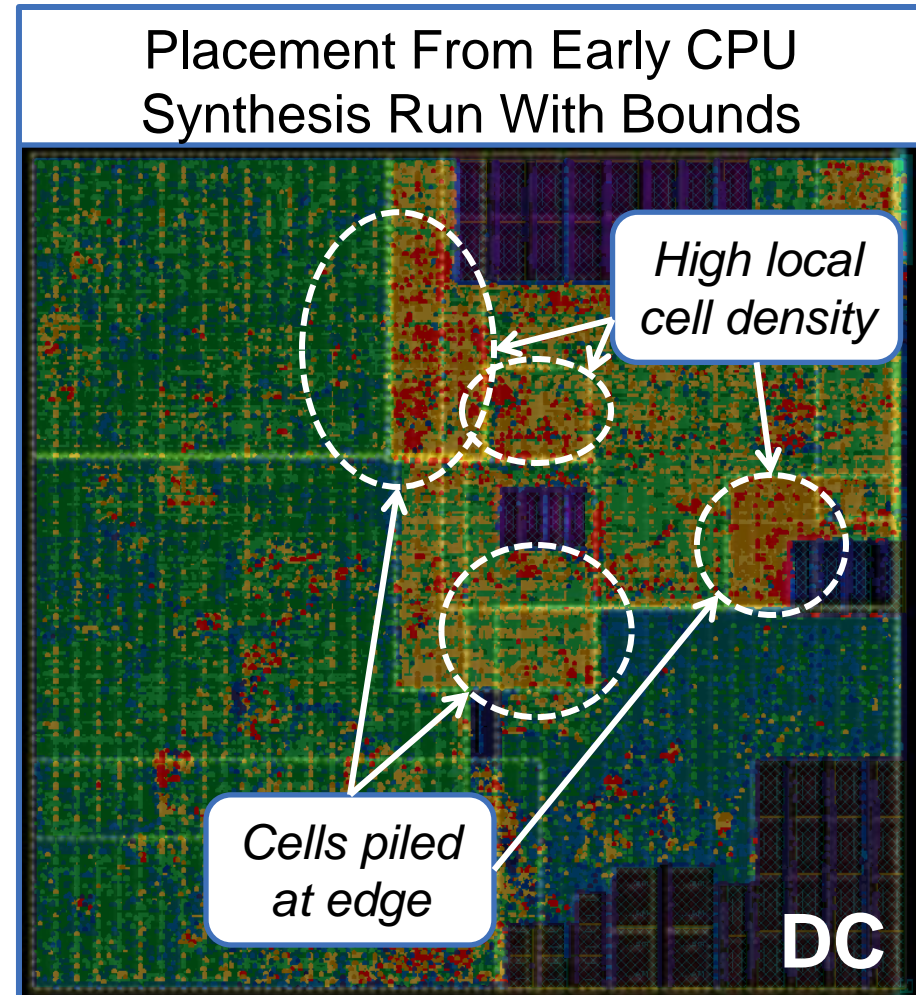 Placement From Early CPU
Synthesis Run With Bounds
High local
cell density
Cells piled
at edge
DC